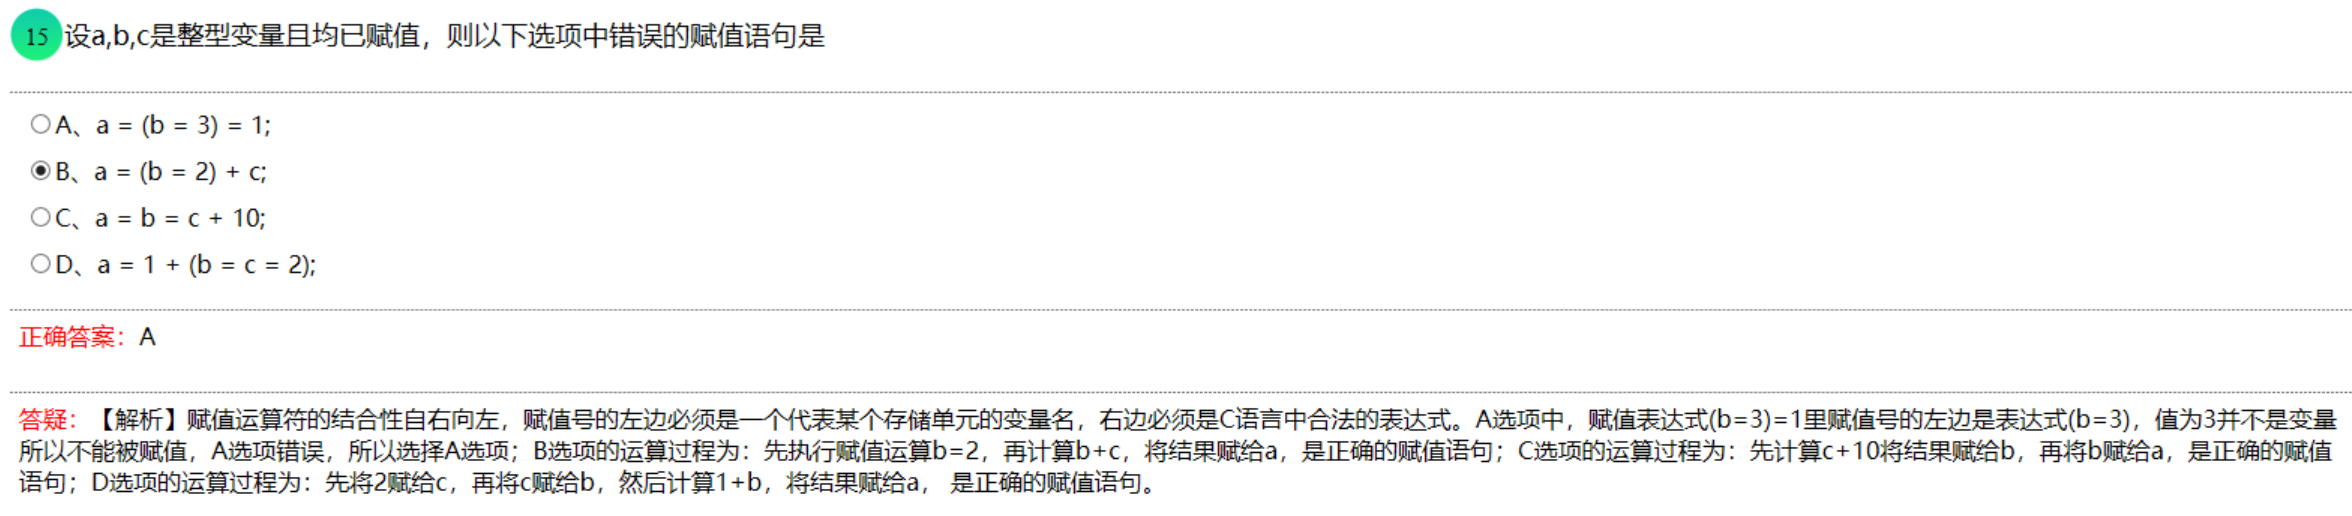 15 设a,b,c是整型变量且均已赋值，则以下选项中错误的赋值语句是
A、a = (b = 3) = 1;
B、a = (b = 2) + c;
C、a = b = c + 10;
D、a = 1 + (b = c = 2);
正确答案：A
答疑：【解析】赋值运算符的结合性自右向左，赋值号的左边必须是一个代表某个存储单元的变量名，右边必须是C语言中合法的表达式。A选项中，赋值表达式(b=3)=1里赋值号的左边是表达式(b=3)，值为3并不是变量
所以不能被赋值，A选项错误，所以选择A选项；B选项的运算过程为：先执行赋值运算b=2，再计算b+c，将结果赋给a，是正确的赋值语句；C选项的运算过程为：先计算c+10将结果赋给b，再将b赋给a，是正确的赋值
语句；D选项的运算过程为：先将2赋给c，再将c赋给b，然后计算1+b，将结果赋给a， 是正确的赋值语句。